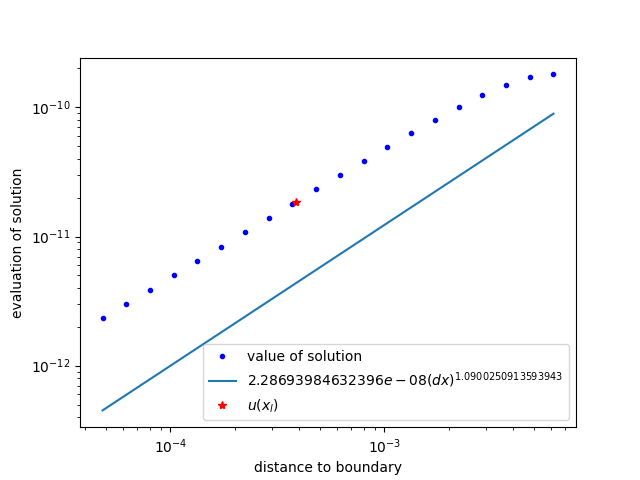 10⁻¹⁰
10⁻¹¹
10⁻¹²
evaluation of solution
value of solution
2.28693984632396e − 08(dx)^1.0900250913593943
u(x_l)
10⁻⁴ 10⁻³
distance to boundary